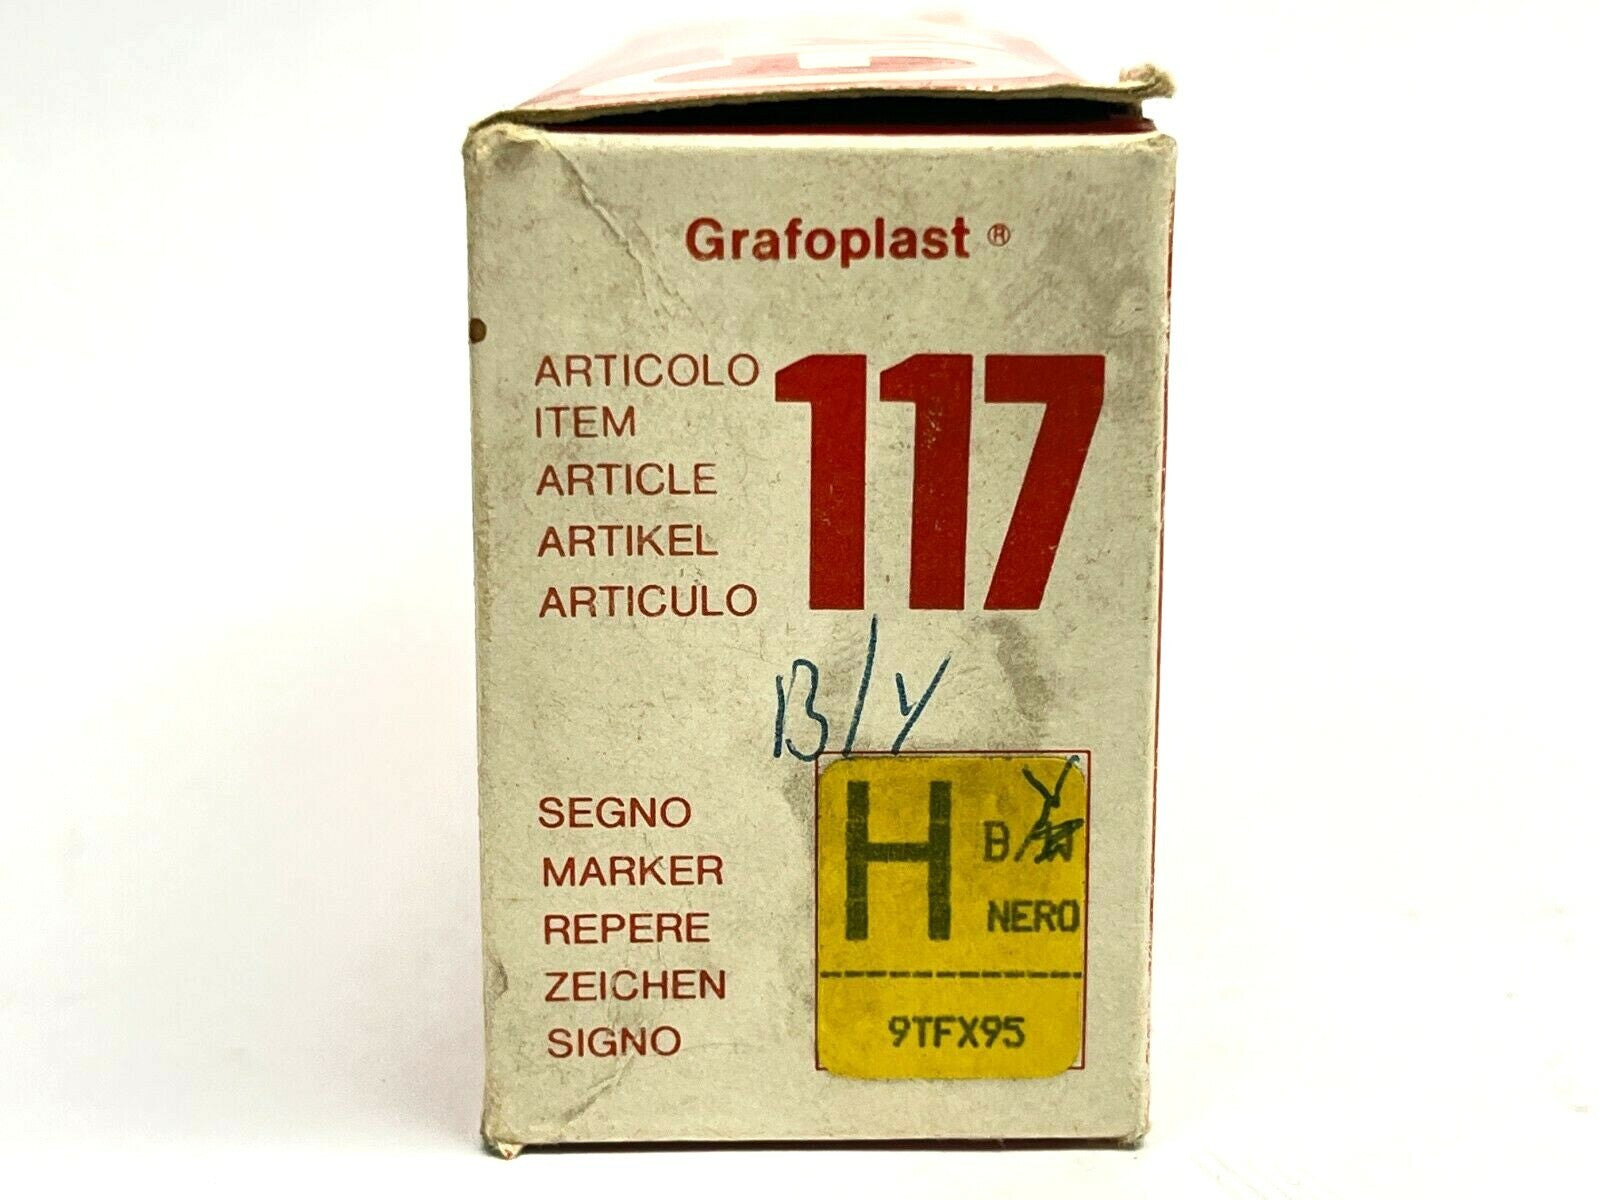 Grafoplast ®
ARTICOLO 117
ITEM
ARTICLE
ARTIKEL
ARTICULO
B/Y
SEGNO
MARKER
REPERE
ZEICHEN
SIGNO
H B/Y
NERO
9TFX95